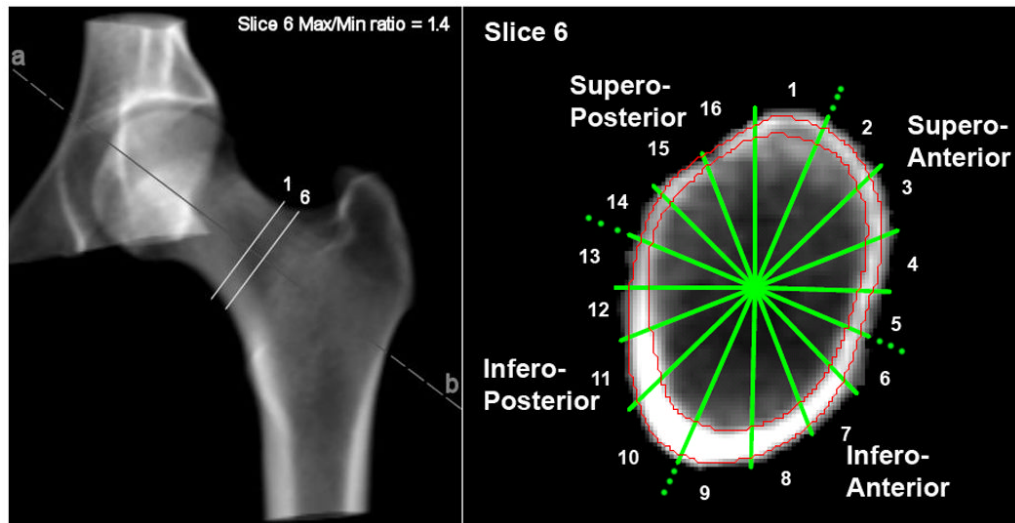 Slice 6 Max/Min ratio = 1.4
a
1
6
b
Slice 6
Supero-
Posterior
16
1
2
Supero-
Anterior
15
3
14
4
13
12
5
Infero-
Posterior
11
6
10
7
Infero-
Anterior
9
8